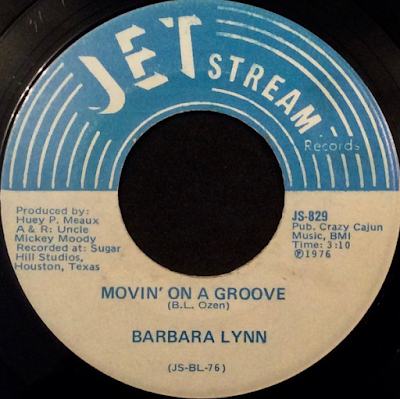 JET STREAM
Records
Produced by:
Huey P. Meaux
A & R: Uncle
Mickey Moody
Recorded at: Sugar
Hill Studios,
Houston, Texas
JS-829
Pub. Crazy Cajun
Music, BMI
Time: 3:10
℗1976
MOVIN' ON A GROOVE
(B.L. Ozen)
BARBARA LYNN
(JS-BL-76)